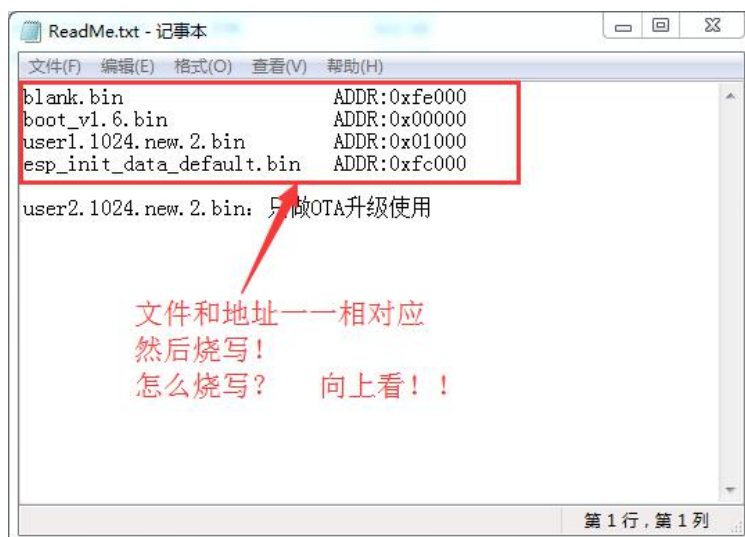 ReadMe.txt - 记事本
文件(F) 编辑(E) 格式(O) 查看(V) 帮助(H)
blank.bin ADDR:0xfe000
boot_v1.6.bin ADDR:0x00000
user1.1024.new.2.bin ADDR:0x01000
esp_init_data_default.bin ADDR:0xfc000
user2.1024.new.2.bin：只做OTA升级使用
文件和地址一一相对应
然后烧写！
怎么烧写？ 向上看！！
第 1 行，第 1 列